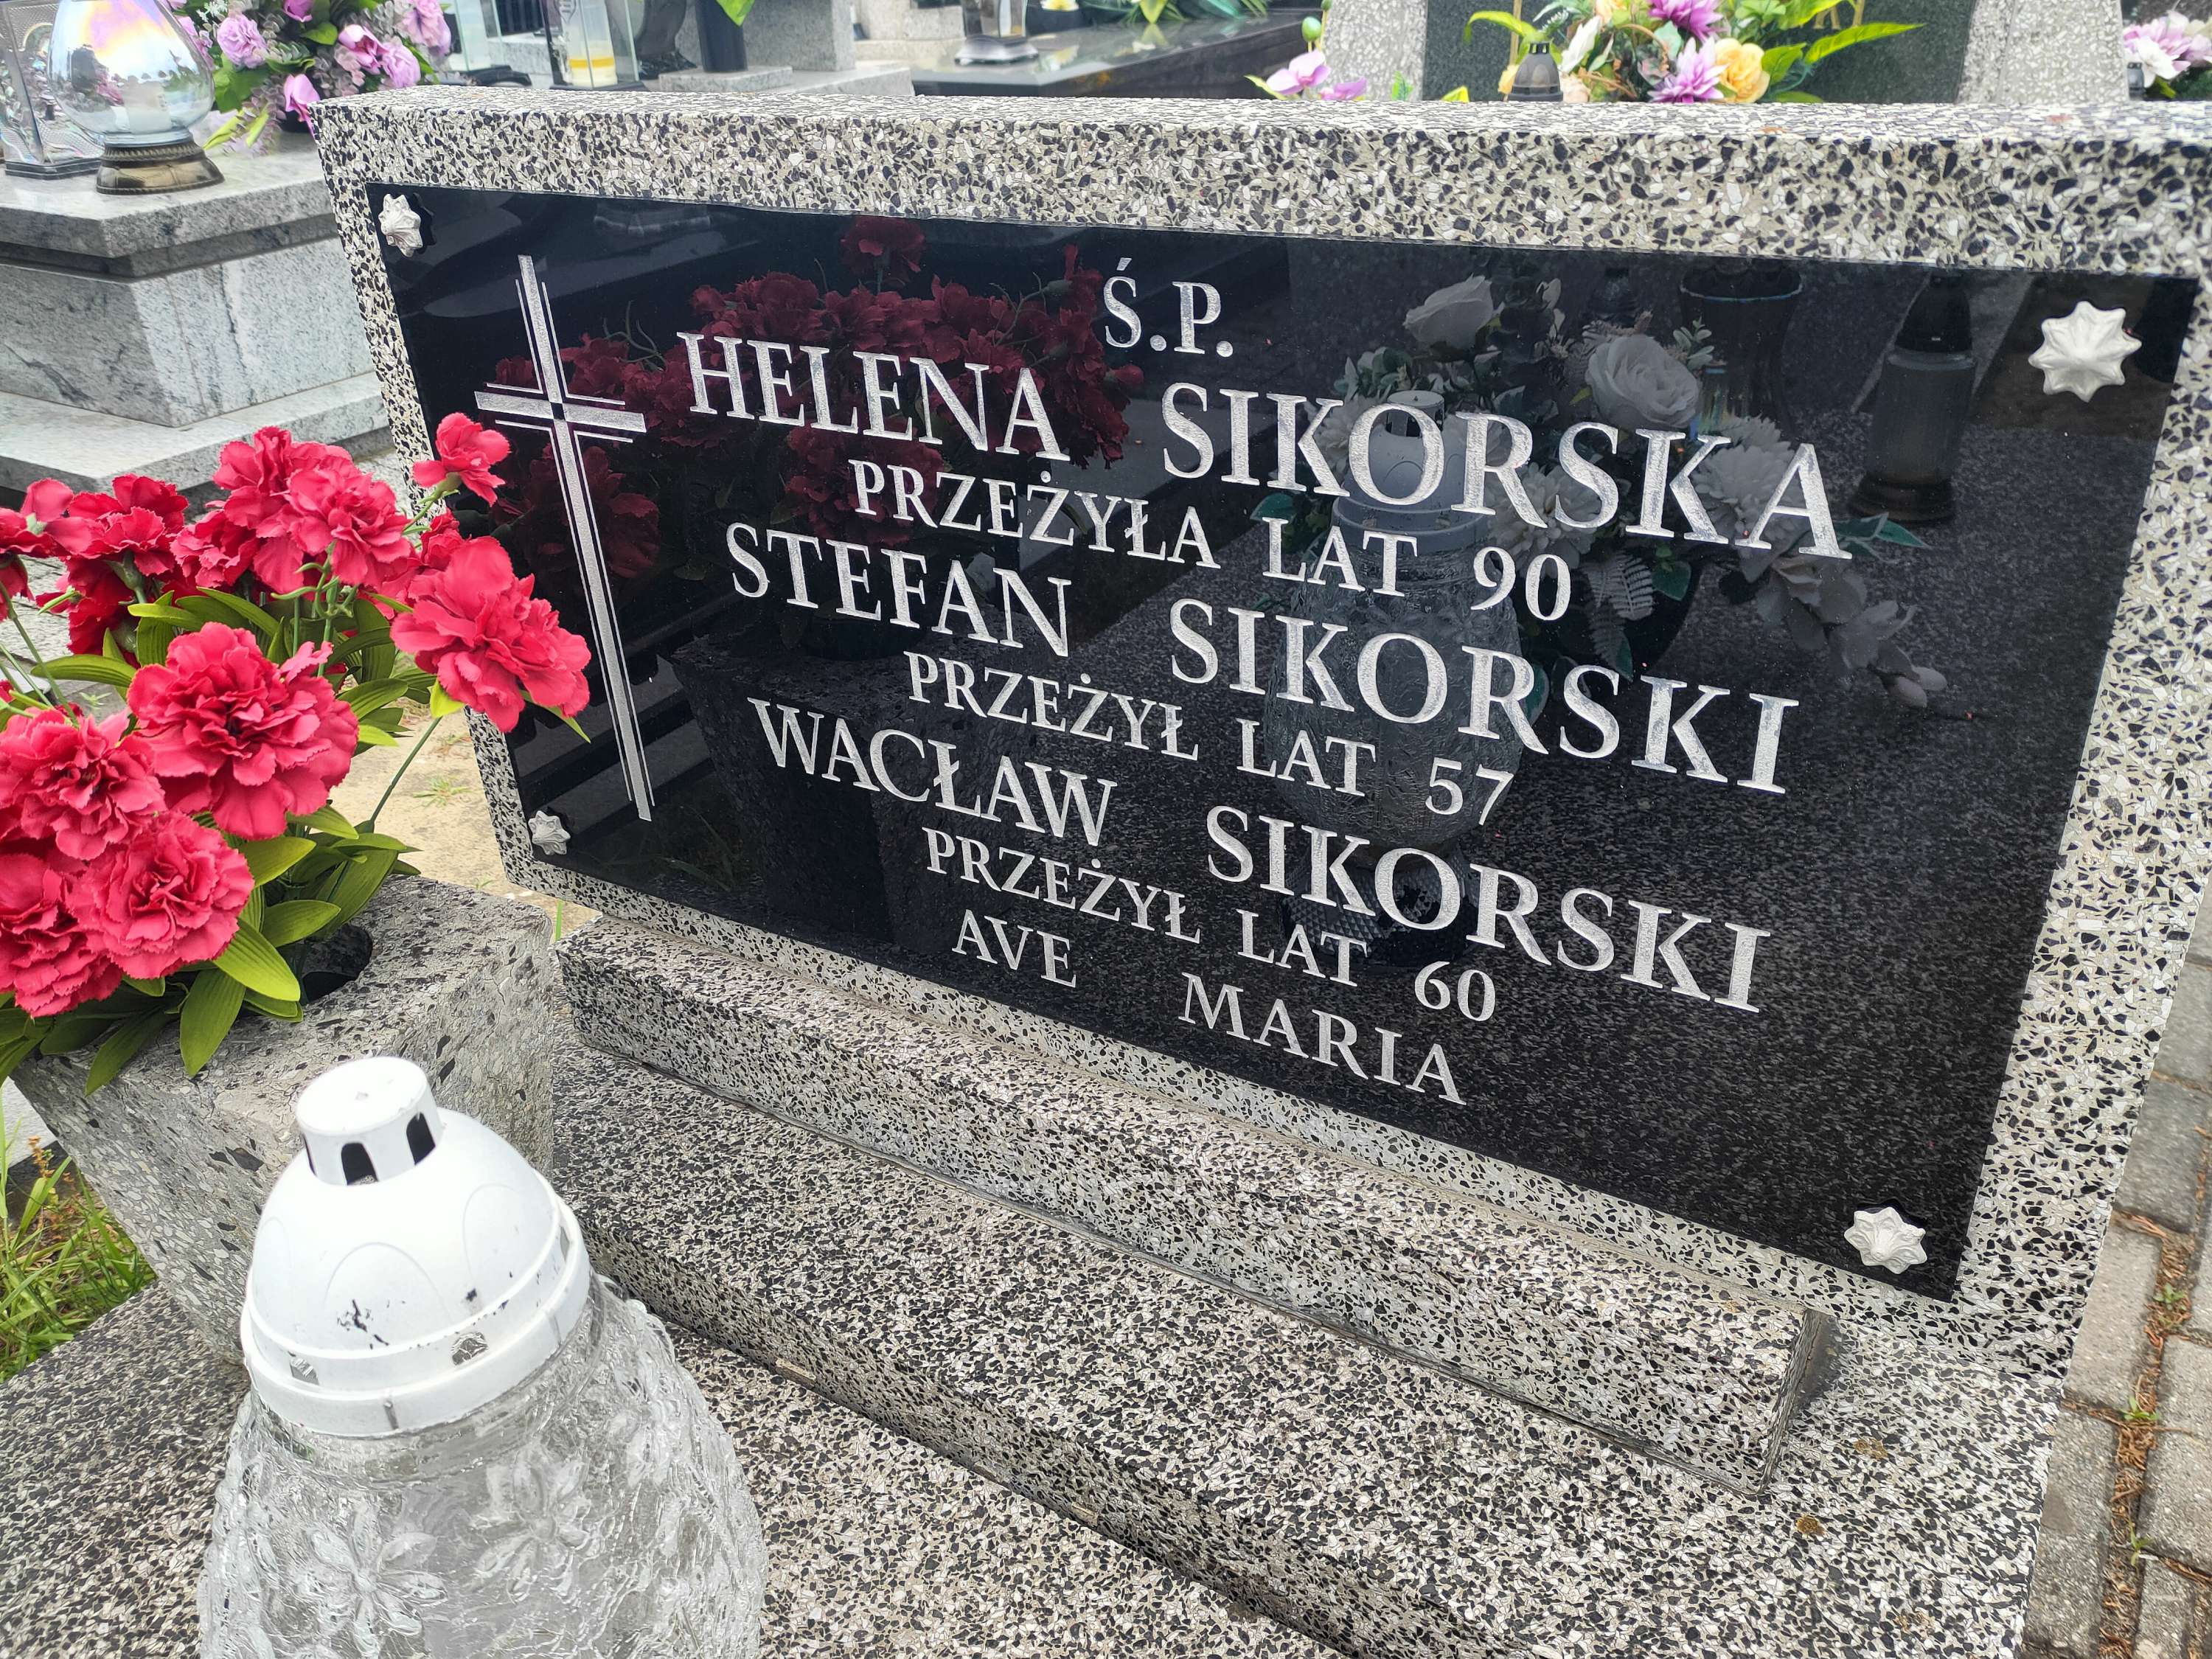 Ś.P.
HELENA SIKORSKA
PRZEŻYŁA LAT 90
STEFAN SIKORSKI
PRZEŻYŁ LAT 57
WACŁAW SIKORSKI
PRZEŻYŁ LAT 60
AVE MARIA